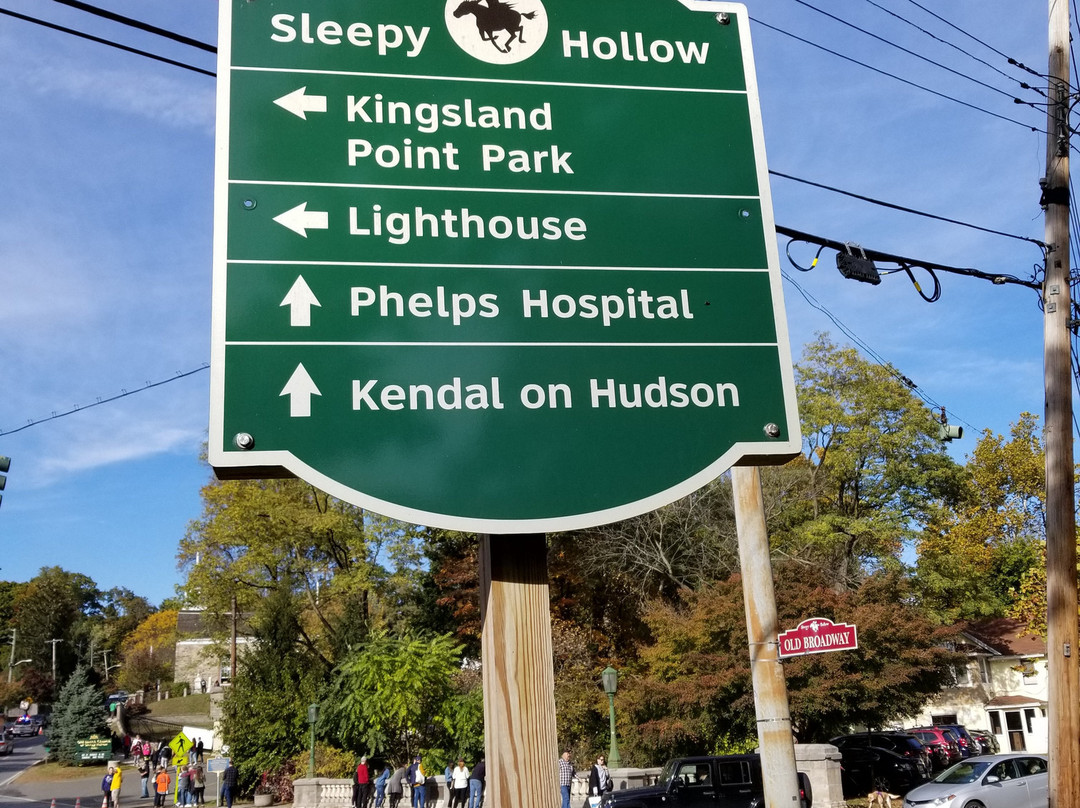 Sleepy Hollow
Kingsland
Point Park
Lighthouse
Phelps Hospital
Kendal on Hudson
OLD BROADWAY